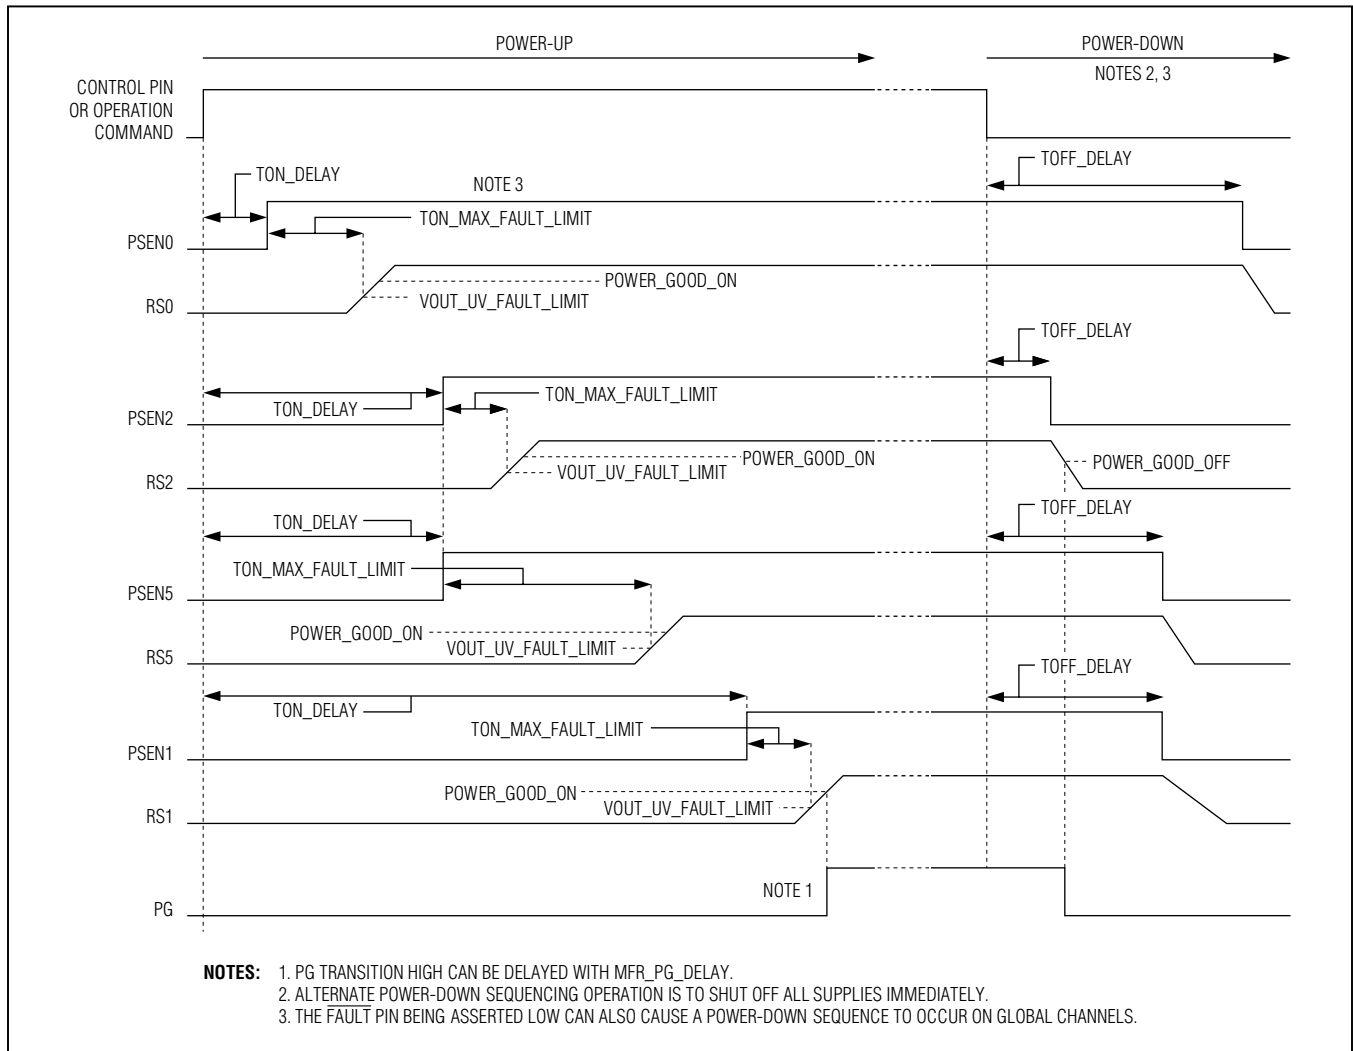 POWER-UP
POWER-DOWN
NOTES 2, 3
CONTROL PIN
OR OPERATION
COMMAND
TON_DELAY
TOFF_DELAY
NOTE 3
TON_MAX_FAULT_LIMIT
PSEN0
POWER_GOOD_ON
VOUT_UV_FAULT_LIMIT
RS0
TOFF_DELAY
TON_MAX_FAULT_LIMIT
TON_DELAY
PSEN2
POWER_GOOD_ON
POWER_GOOD_OFF
VOUT_UV_FAULT_LIMIT
RS2
TOFF_DELAY
TON_DELAY
TON_MAX_FAULT_LIMIT
PSEN5
POWER_GOOD_ON
VOUT_UV_FAULT_LIMIT
RS5
TOFF_DELAY
TON_DELAY
TON_MAX_FAULT_LIMIT
PSEN1
POWER_GOOD_ON
VOUT_UV_FAULT_LIMIT
RS1
NOTE 1
PG
NOTES: 1. PG TRANSITION HIGH CAN BE DELAYED WITH MFR_PG_DELAY.
2. ALTERNATE POWER-DOWN SEQUENCING OPERATION IS TO SHUT OFF ALL SUPPLIES IMMEDIATELY.
3. THE FAULT PIN BEING ASSERTED LOW CAN ALSO CAUSE A POWER-DOWN SEQUENCE TO OCCUR ON GLOBAL CHANNELS.